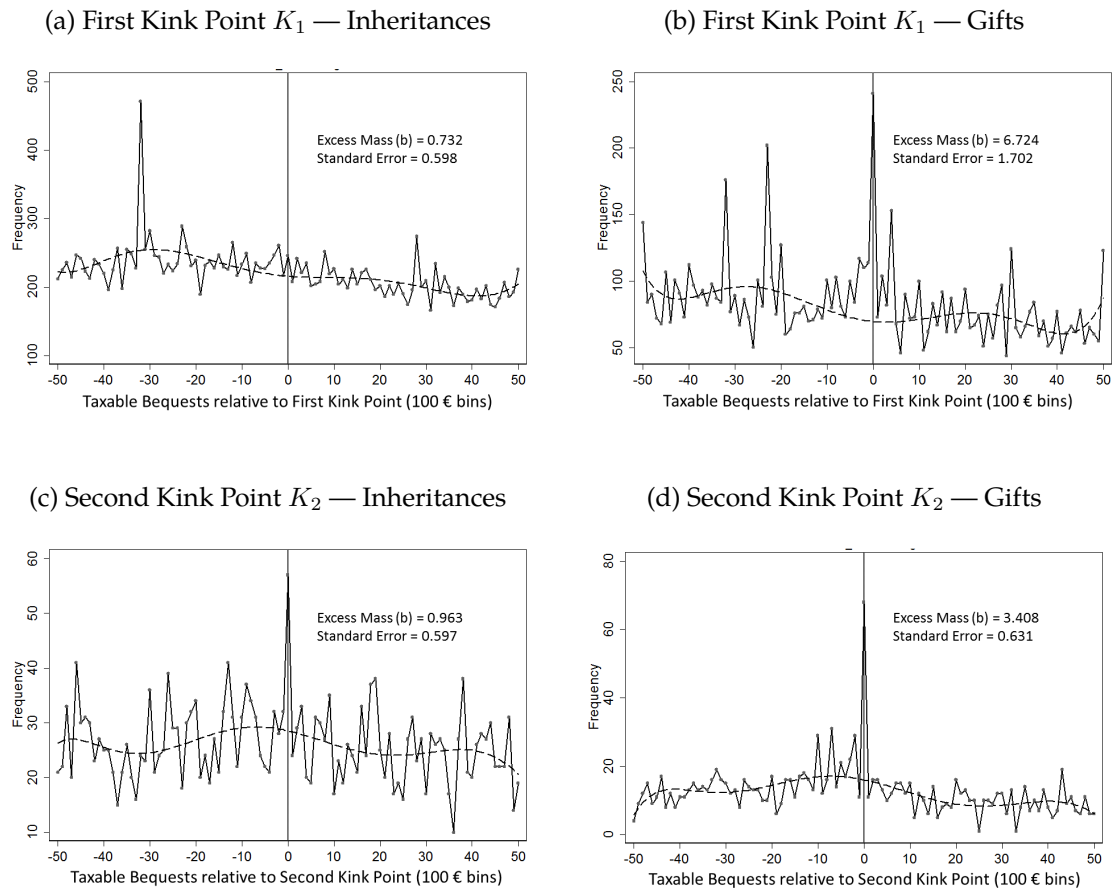 (a) First Kink Point K₁ — Inheritances
(b) First Kink Point K₁ — Gifts
500
400
300
200
100
Frequency
Excess Mass (b) = 0.732
Standard Error = 0.598
-50 -40 -30 -20 -10 0 10 20 30 40 50
Taxable Bequests relative to First Kink Point (100 € bins)
250
200
150
100
50
Frequency
Excess Mass (b) = 6.724
Standard Error = 1.702
-50 -40 -30 -20 -10 0 10 20 30 40 50
Taxable Bequests relative to First Kink Point (100 € bins)
(c) Second Kink Point K₂ — Inheritances
(d) Second Kink Point K₂ — Gifts
60
50
40
30
20
10
Frequency
Excess Mass (b) = 0.963
Standard Error = 0.597
-50 -40 -30 -20 -10 0 10 20 30 40 50
Taxable Bequests relative to Second Kink Point (100 € bins)
80
60
40
20
0
Frequency
Excess Mass (b) = 3.408
Standard Error = 0.631
-50 -40 -30 -20 -10 0 10 20 30 40 50
Taxable Bequests relative to Second Kink Point (100 € bins)